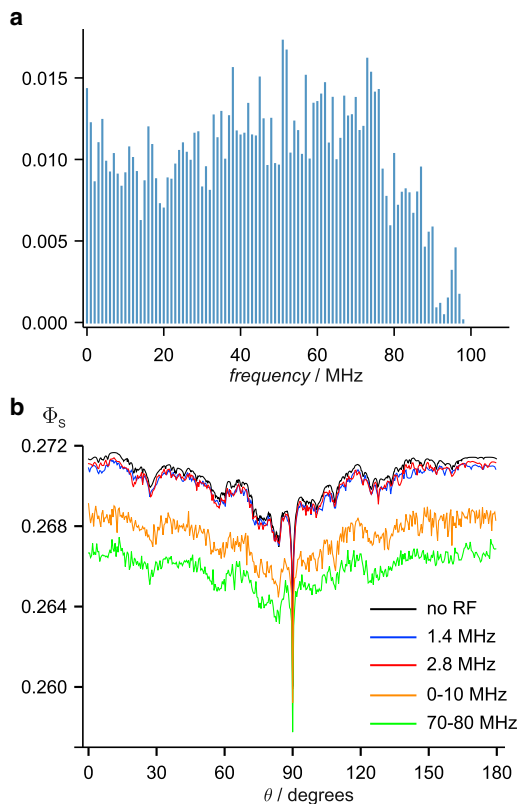 a
0.015
0.010
0.005
0.000
0 20 40 60 80 100
frequency / MHz
b
Φs
0.272
0.268
0.264
0.260
no RF
1.4 MHz
2.8 MHz
0-10 MHz
70-80 MHz
0 30 60 90 120 150 180
θ / degrees